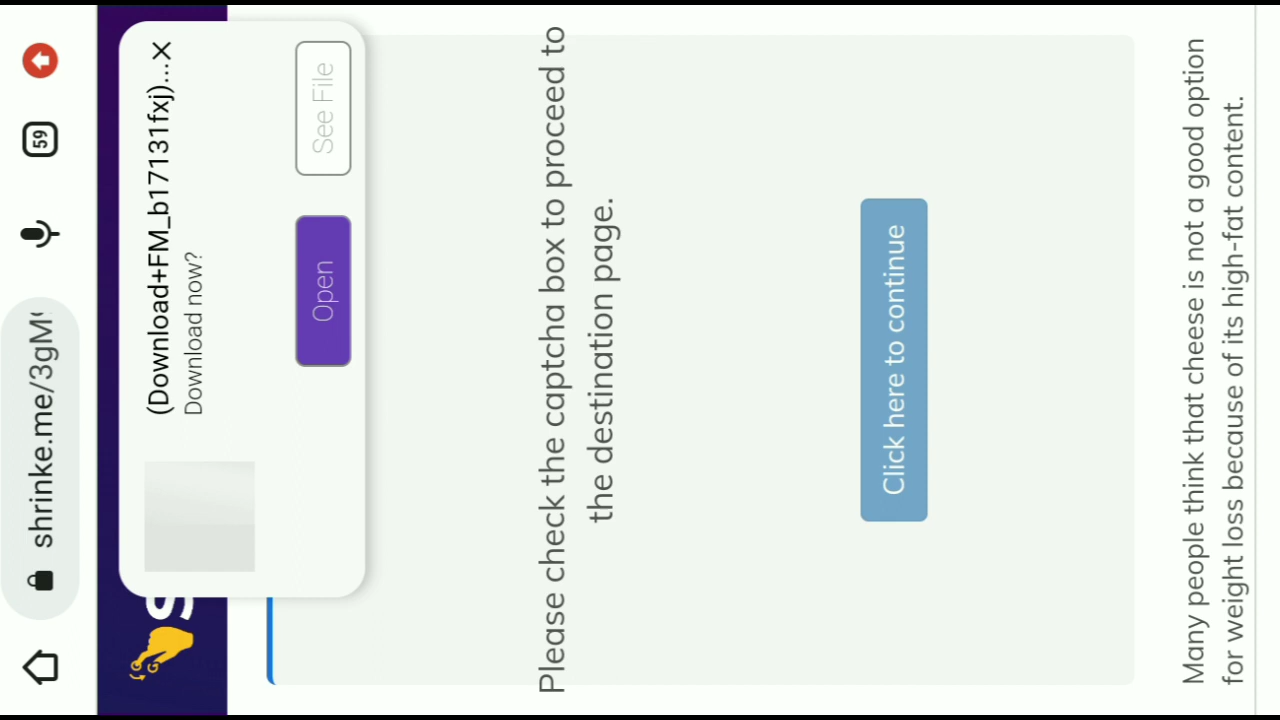 shrinke.me/3gM
59
(Download+FM_b17131fxj)...
Download now?
Open
See File
S
Please check the captcha box to proceed to
the destination page.
Click here to continue
Many people think that cheese is not a good option
for weight loss because of its high-fat content.